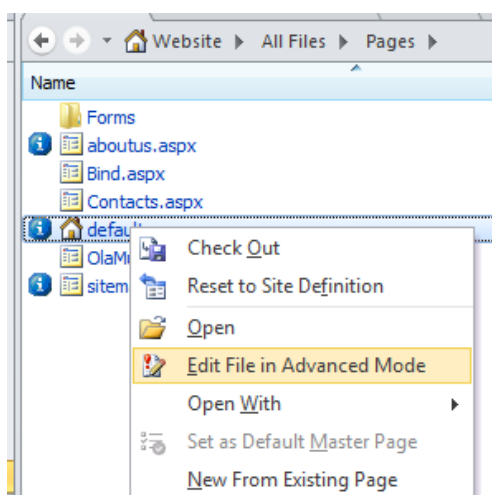 Website All Files Pages
Name
Forms
aboutus.aspx
Bind.aspx
Contacts.aspx
default
OlaM
sitem
Check Out
Reset to Site Definition
Open
Edit File in Advanced Mode
Open With
Set as Default Master Page
New From Existing Page